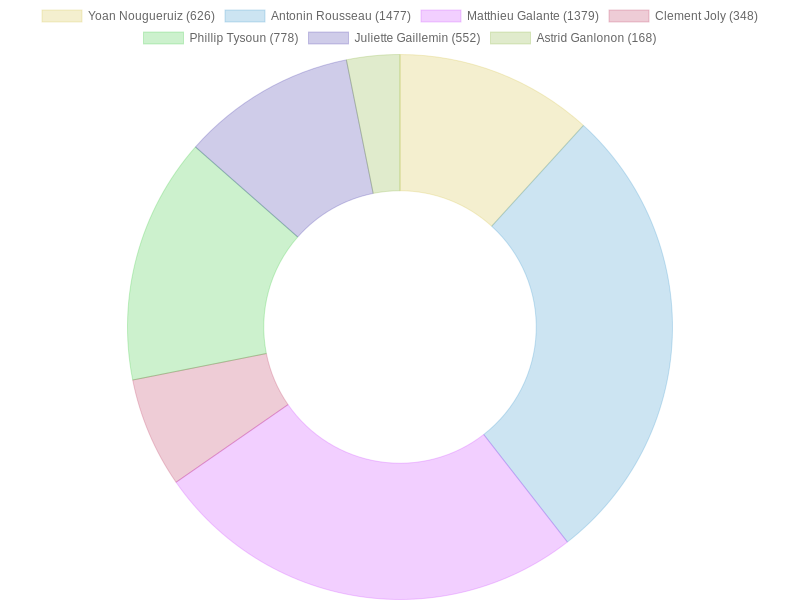 Yoan Nougueruiz (626) Antonin Rousseau (1477) Matthieu Galante (1379) Clement Joly (348)
Phillip Tysoun (778) Juliette Gaillemin (552) Astrid Ganlonon (168)